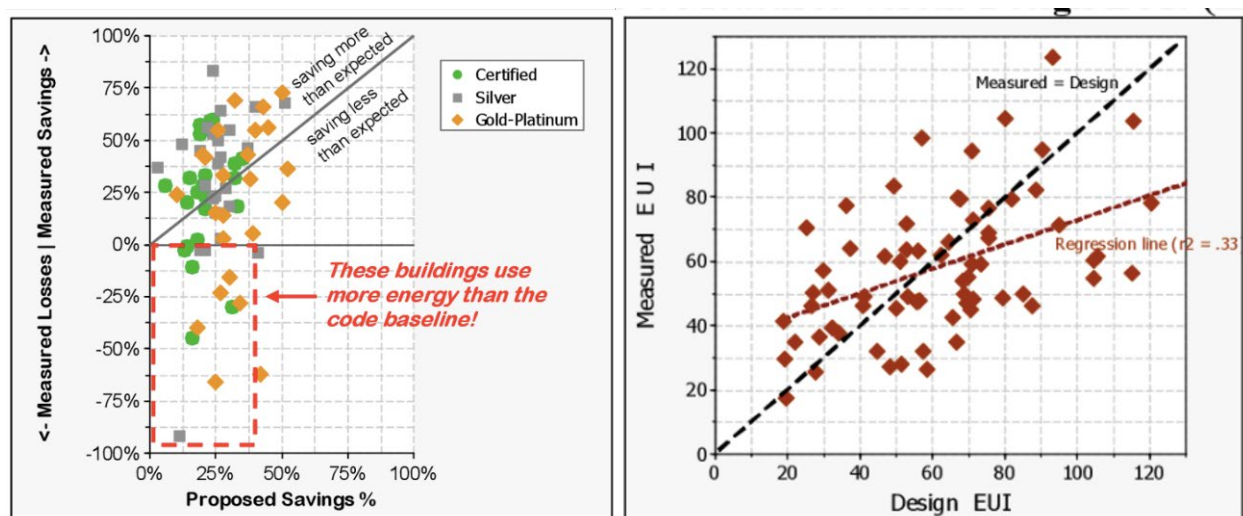 100%
75%
50%
25%
0%
-25%
-50%
-75%
-100%
<- Measured Losses | Measured Savings ->
saving more
than expected
saving less
than expected
Certified
Silver
Gold-Platinum
These buildings use
more energy than the
code baseline!
0% 25% 50% 75% 100%
Proposed Savings %
120
100
80
60
40
20
0
Measured EUI
Measured = Design
Regression line (r2 = .33)
0 20 40 60 80 100 120
Design EUI